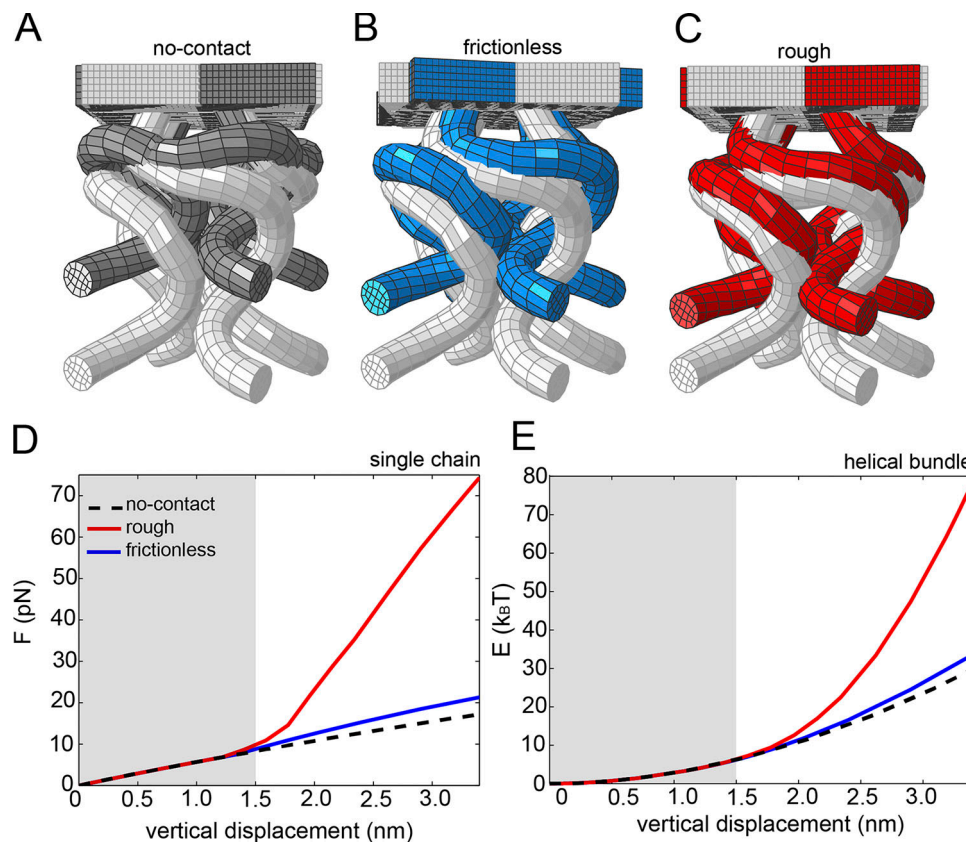 A
no-contact
B
frictionless
C
rough
D
single chain
no-contact
rough
frictionless
F (pN)
70
60
50
40
30
20
10
0
0 0.5 1.0 1.5 2.0 2.5 3.0
vertical displacement (nm)
E
helical bundle
E (kBT)
80
70
60
50
40
30
20
10
0
0 0.5 1.0 1.5 2.0 2.5 3.0
vertical displacement (nm)